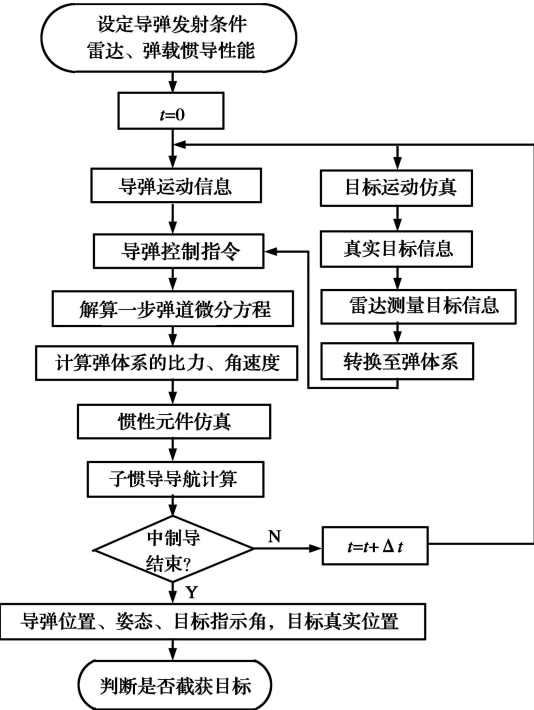 设定导弹发射条件
雷达、弹载惯导性能
t=0
导弹运动信息
目标运动仿真
导弹控制指令
真实目标信息
解算一步弹道微分方程
雷达测量目标信息
计算弹体系的比力、角速度
转换至弹体系
惯性元件仿真
子惯导导航计算
中制导
结束?
N
t=t+Δt
Y
导弹位置、姿态、目标指示角，目标真实位置
判断是否截获目标